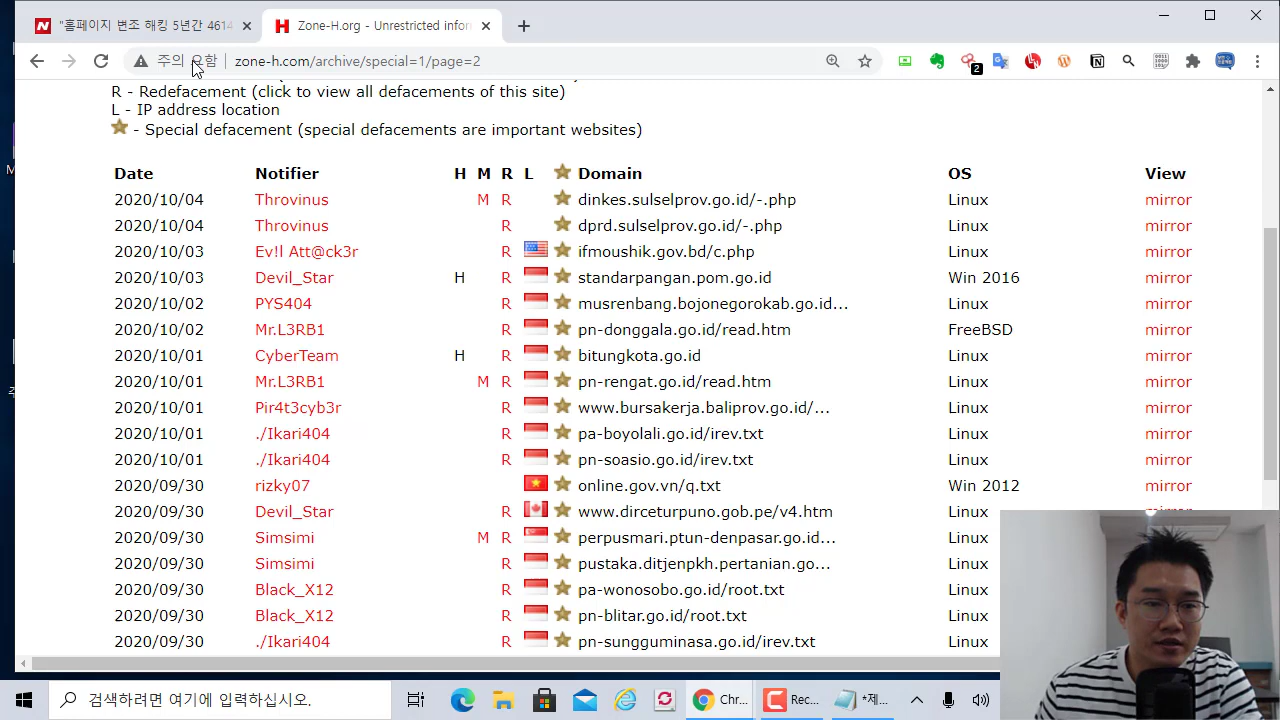 "홈페이지 변조 해킹 5년간 4614
Zone-H.org - Unrestricted infor
주의 요함 | zone-h.com/archive/special=1/page=2
2
R - Redefacement (click to view all defacements of this site)
L - IP address location
- Special defacement (special defacements are important websites)
Date Notifier H M R L Domain OS View
2020/10/04 Throvinus M R dinkes.sulselprov.go.id/-.php Linux mirror
2020/10/04 Throvinus R dprd.sulselprov.go.id/-.php Linux mirror
2020/10/03 Ev!l Att@ck3r R ifmoushik.gov.bd/c.php Linux mirror
2020/10/03 Devil_Star H R standarpangan.pom.go.id Win 2016 mirror
2020/10/02 PYS404 R musrenbang.bojonegorokab.go.id... Linux mirror
2020/10/02 Mr.L3RB1 R pn-donggala.go.id/read.htm FreeBSD mirror
2020/10/01 CyberTeam H R bitungkota.go.id Linux mirror
2020/10/01 Mr.L3RB1 M R pn-rengat.go.id/read.htm Linux mirror
2020/10/01 Pir4t3cyb3r R www.bursakerja.baliprov.go.id/... Linux mirror
2020/10/01 ./Ikari404 R pa-boyolali.go.id/irev.txt Linux mirror
2020/10/01 ./Ikari404 R pn-soasio.go.id/irev.txt Linux mirror
2020/09/30 rizky07 online.gov.vn/q.txt Win 2012 mirror
2020/09/30 Devil_Star R www.dirceturpuno.gob.pe/v4.htm Linux
2020/09/30 Simsimi M R perpusmari.ptun-denpasar.go.id... Linux
2020/09/30 Simsimi R pustaka.ditjenpkh.pertanian.go... Linux
2020/09/30 Black_X12 R pa-wonosobo.go.id/root.txt Linux
2020/09/30 Black_X12 R pn-blitar.go.id/root.txt Linux
2020/09/30 ./Ikari404 R pn-sungguminasa.go.id/irev.txt Linux
검색하려면 여기에 입력하십시오.
Chr...
Rec...
*제...